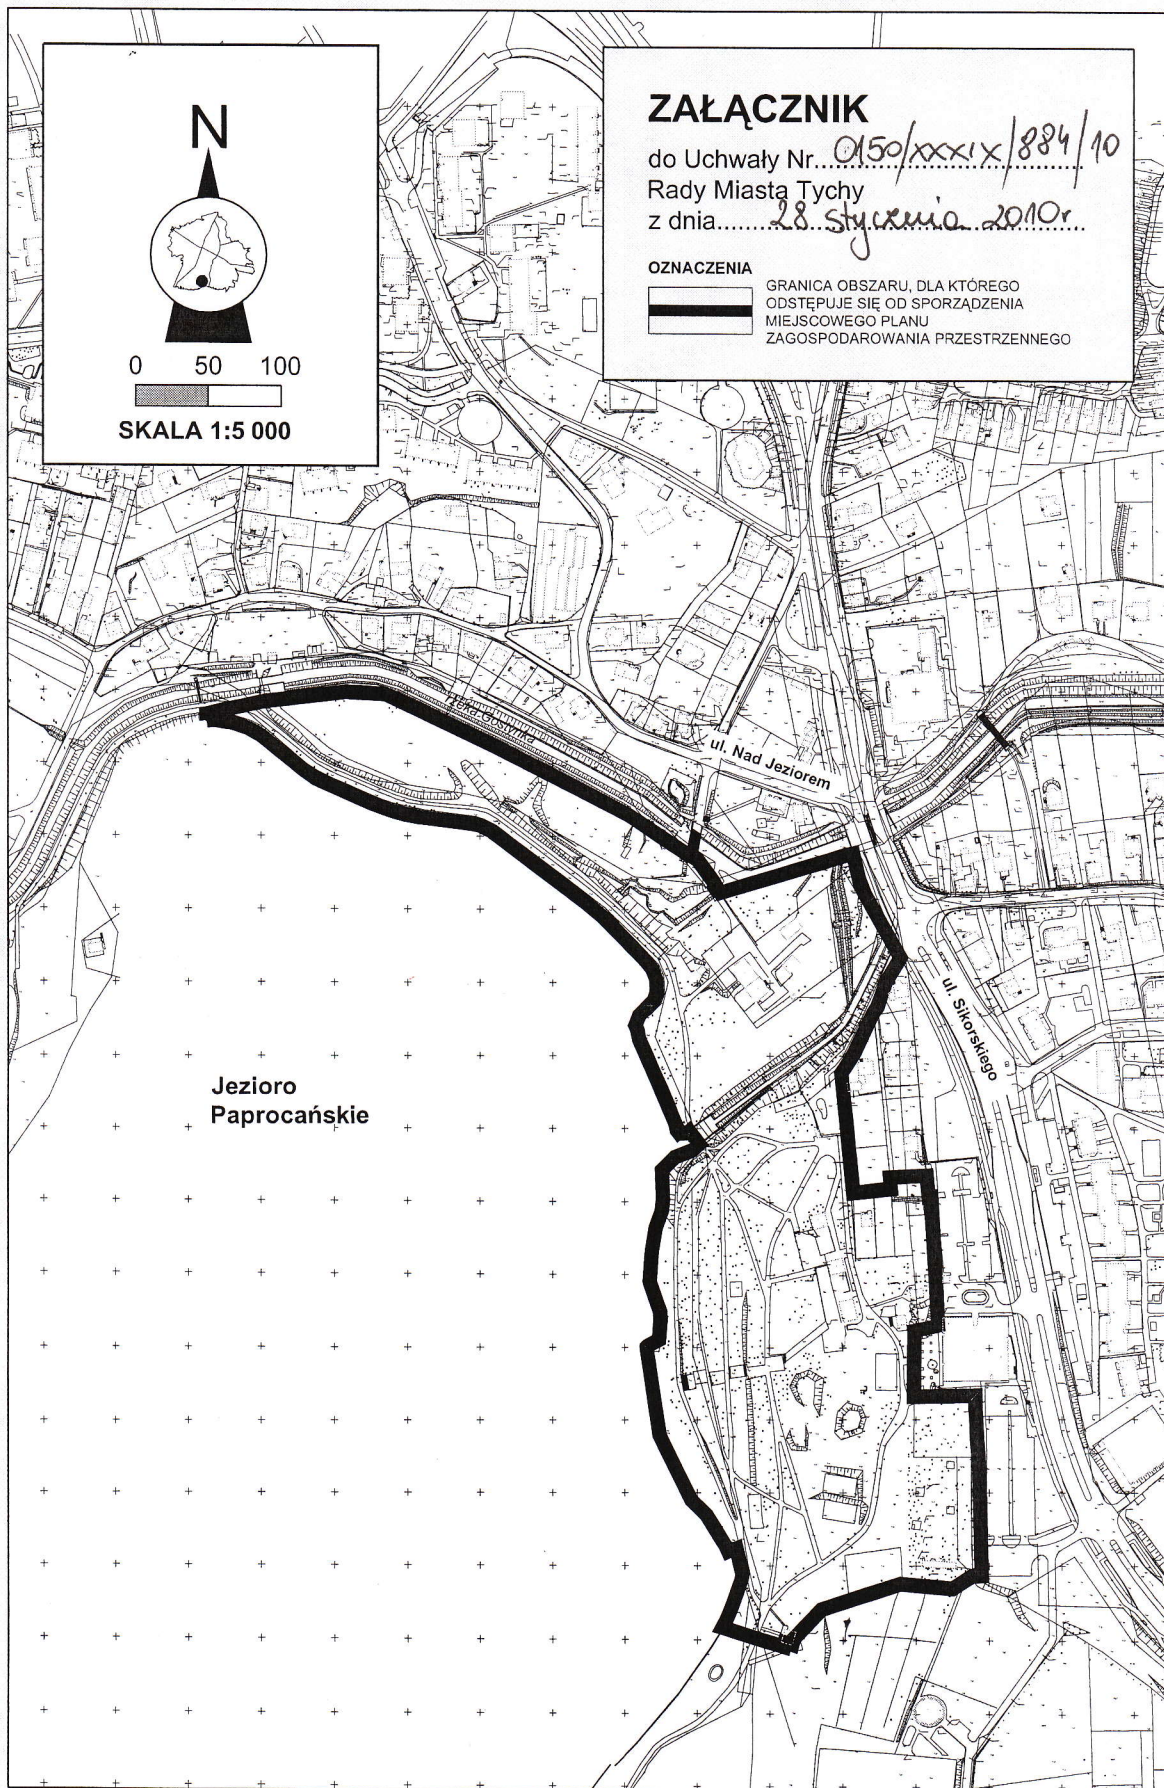 N
0 50 100
SKALA 1:5 000
ZAŁĄCZNIK
do Uchwały Nr....0150/XXXIX/884/10
Rady Miasta Tychy
z dnia........28 stycznia 2010r.
OZNACZENIA
GRANICA OBSZARU, DLA KTÓREGO
ODSTĘPUJE SIĘ OD SPORZĄDZENIA
MIEJSCOWEGO PLANU
ZAGOSPODAROWANIA PRZESTRZENNEGO
rzeka Gostynka
ul. Nad Jeziorem
ul. Sikorskiego
Jezioro
Paprocańskie